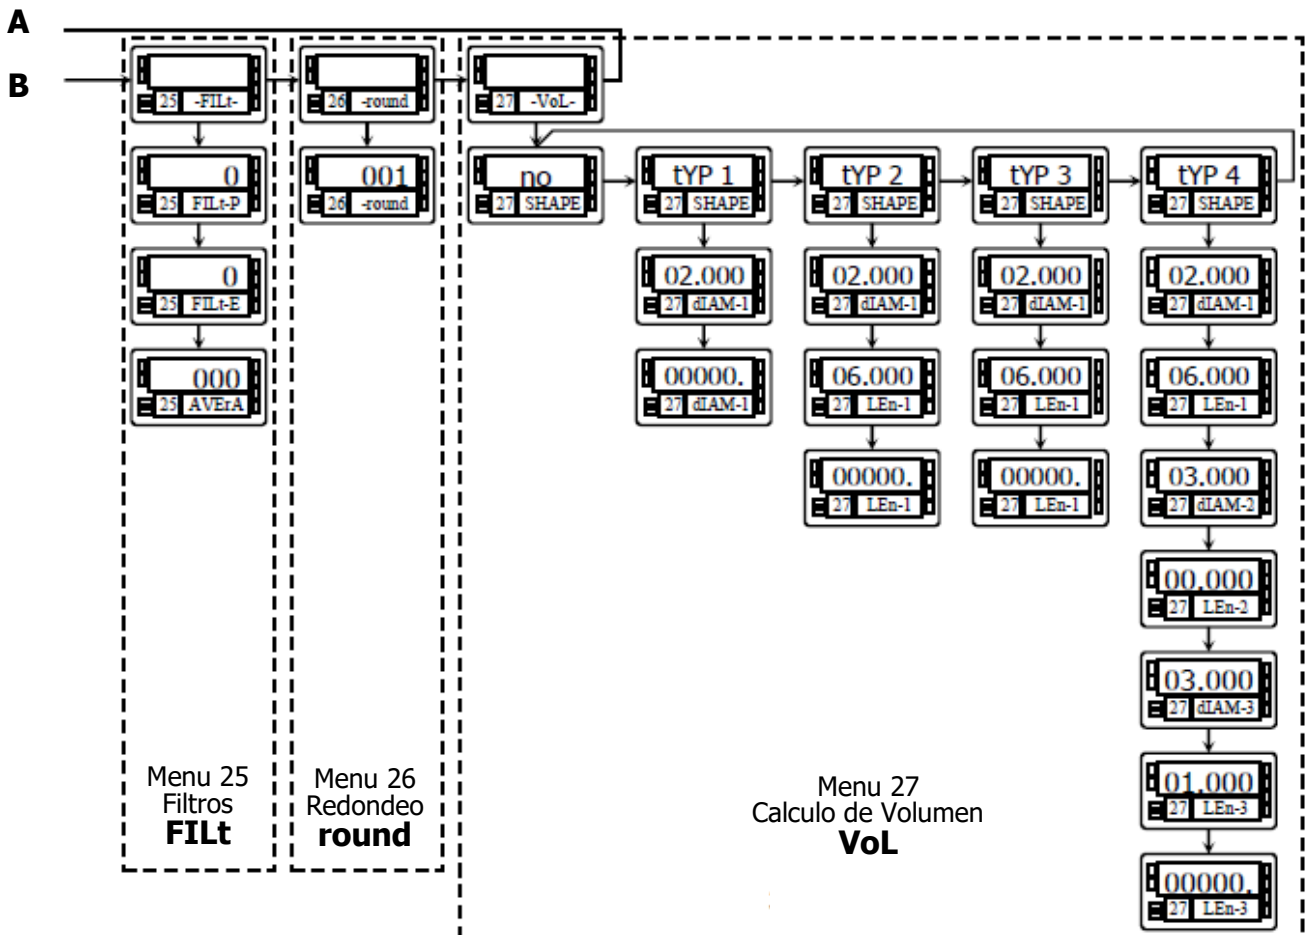 A
B
25 -FILt-
26 -round
27 -VoL-
0
25 FILt-P
001
26 -round
no
27 SHAPE
tYP 1
27 SHAPE
tYP 2
27 SHAPE
tYP 3
27 SHAPE
tYP 4
27 SHAPE
0
25 FILt-E
02.000
27 dIAM-1
02.000
27 dIAM-1
02.000
27 dIAM-1
02.000
27 dIAM-1
000
25 AVErA
00000.
27 dIAM-1
06.000
27 LEn-1
06.000
27 LEn-1
06.000
27 LEn-1
00000.
27 LEn-1
00000.
27 LEn-1
03.000
27 dIAM-2
00.000
27 LEn-2
03.000
27 dIAM-3
01.000
27 LEn-3
00000.
27 LEn-3
Menu 25
Filtros
FILt
Menu 26
Redondeo
round
Menu 27
Calculo de Volumen
VoL